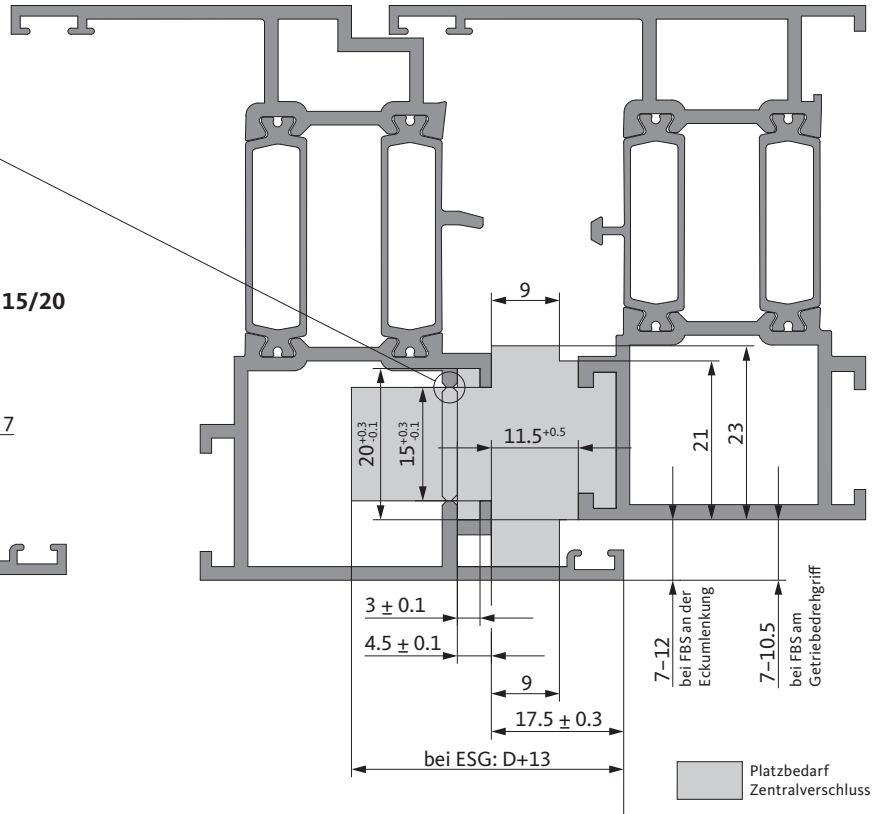 9
15/20
7
20+0.3
-0.1
15+0.3
-0.1
11.5+0.5
21
23
3 ± 0.1
4.5 ± 0.1
9
17.5 ± 0.3
bei ESG: D+13
7–12
bei FBS an der
Eckumlenkung
7–10.5
bei FBS am
Getriebedrehgriff
Platzbedarf
Zentralverschluss